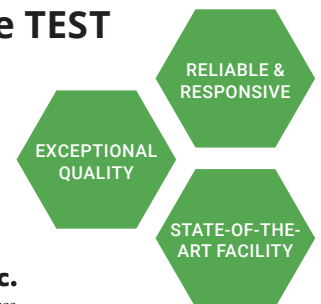 e TEST
RELIABLE &
RESPONSIVE
EXCEPTIONAL
QUALITY
STATE-OF-THE-
ART FACILITY
c.